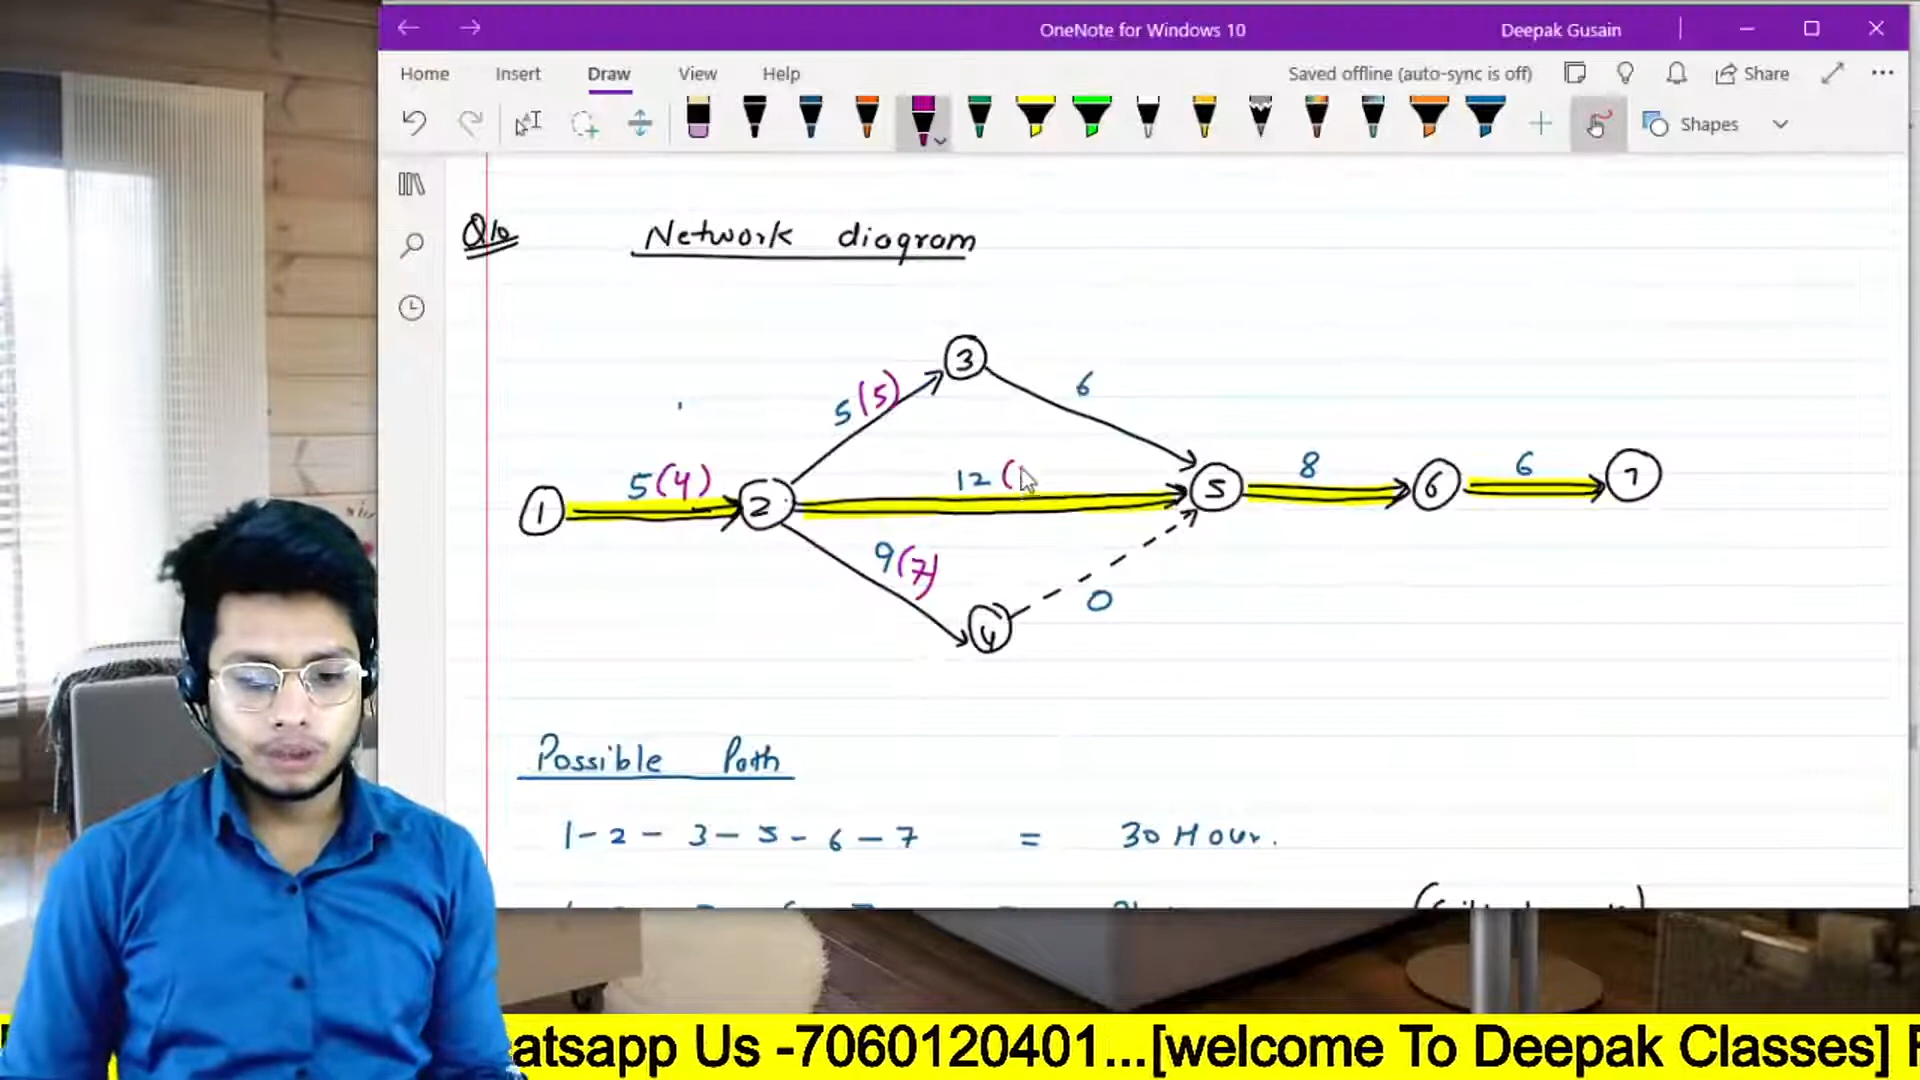 OneNote for Windows 10
Deepak Gusain
Home Insert Draw View Help
Saved offline (auto-sync is off)
Share
Shapes
Network diagram
3
5(5)
6
5(4)
12 (
8
6
1
2
5
6
7
9(7)
0
4
Possible Path
1-2-3-5-6-7 = 30 Hour.
atsapp Us -7060120401...[welcome To Deepak Classes]